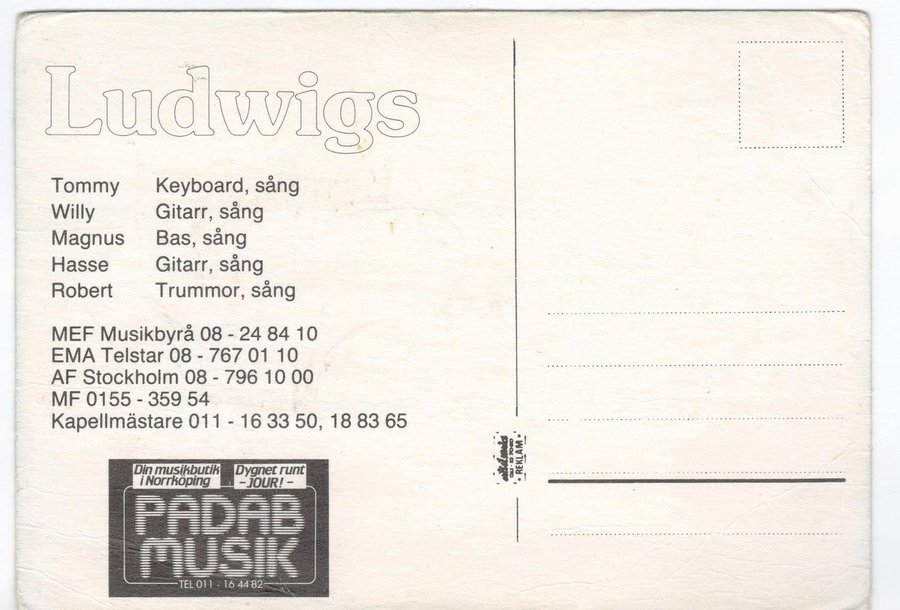 Ludwigs
Tommy Keyboard, sång
Willy Gitarr, sång
Magnus Bas, sång
Hasse Gitarr, sång
Robert Trummor, sång
MEF Musikbyrå 08 - 24 84 10
EMA Telstar 08 - 767 01 10
AF Stockholm 08 - 796 10 00
MF 0155 - 359 54
Kapellmästare 011 - 16 33 50, 18 83 65
Din musikbutik i Norrköping
Dygnet runt - JOUR! -
PADAB
MUSIK
TEL 011 - 16 44 82
REKLAM